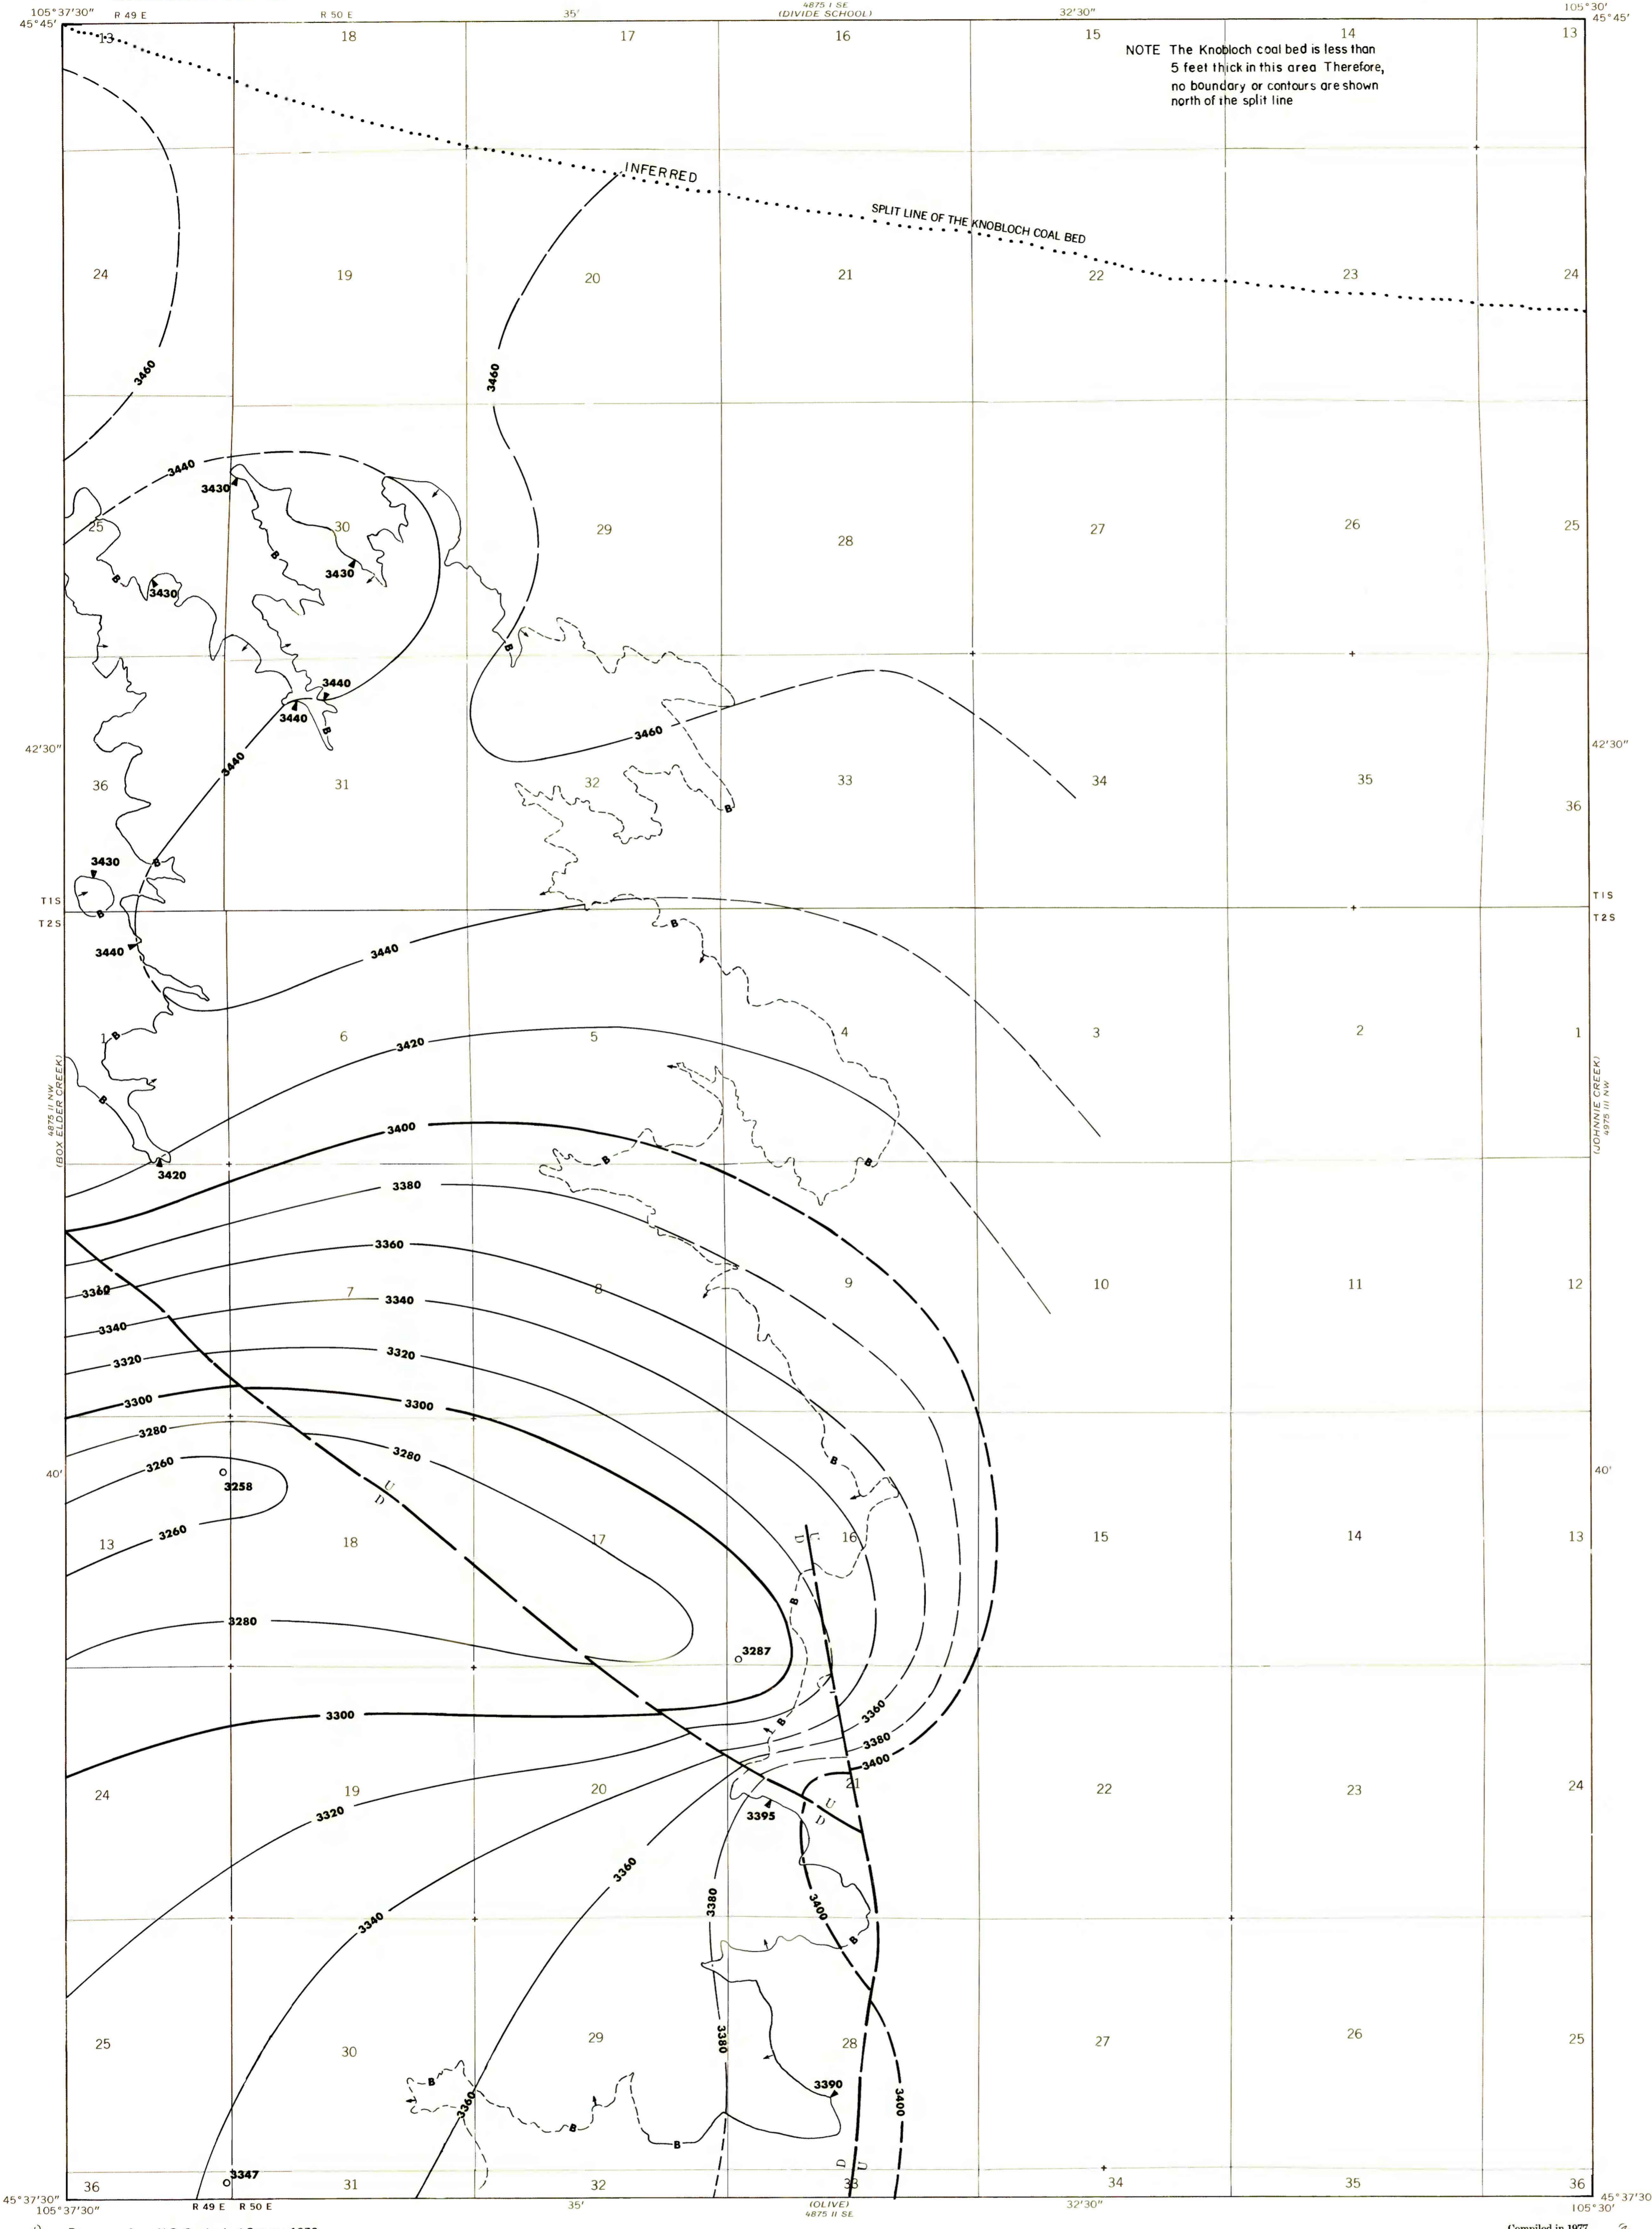 4875 I SE
105°37'30" R 49 E R 50 E 35' (DIVIDE SCHOOL) 32'30" 105°30'
45°45' 45°45'
13 18 17 16 15 14 13
NOTE The Knobloch coal bed is less than
5 feet thick in this area Therefore,
no boundary or contours are shown
north of the split line
INFERRED
SPLIT LINE OF THE KNOBLOCH COAL BED
24 19 20 21 22 23 24
3460 3460
3440
3430
25 30 29 28 27 26 25
3430
3430
3440
3440
3460
42'30" 3440 42'30"
36 31 32 33 34 35 36
3430
T 1 S T 1 S
T 2 S T 2 S
3440 3440
1 6 5 4 3 2 1
3420
4875 II NW
(BOX ELDER CREEK)
(JOHNNIE CREEK)
4975 III NW
3400
3420
3380
3360
7 8 9 10 11 12
3360
3340
3340
3320
3320
3300
3300
3280
3280
3260
40' 40'
3258
U
D
3260
13 18 17 16 15 14 13
D U
3280
3287
3300
3360
3380
3400
24 19 20 21 22 23 24
3320
3395
U
D
3360
3380 3400
3340
25 30 29 28 27 26 25
3380
3390
3360
3400
3347
D U
36 31 32 33 34 35 36
45°37'30" 45°37'30
105°37'30" R 49 E R 50 E 35' (OLIVE) 32'30" 105°30'
4875 II SE
B B B B B B B B B B B B B B B B B B B B B
Compiled in 1977